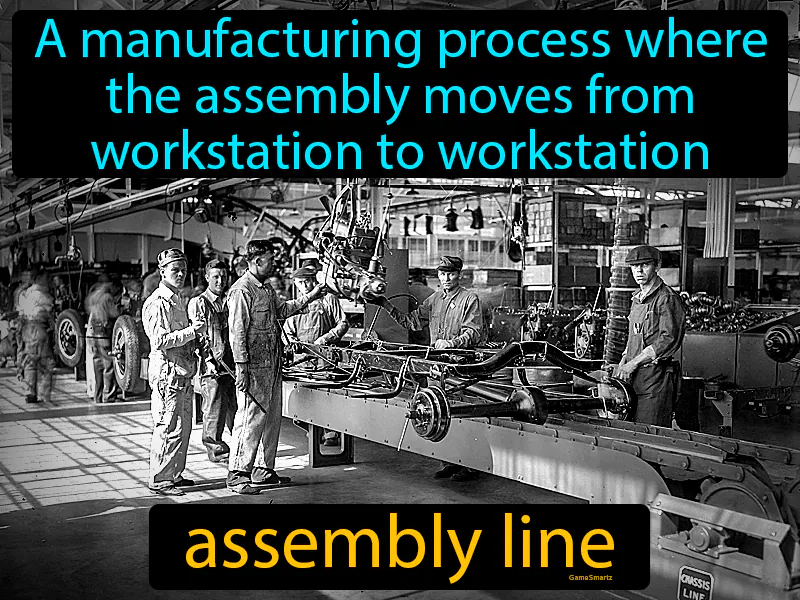 A manufacturing process where
the assembly moves from
workstation to workstation
assembly line
GameSmartz
CHASSIS
LINE